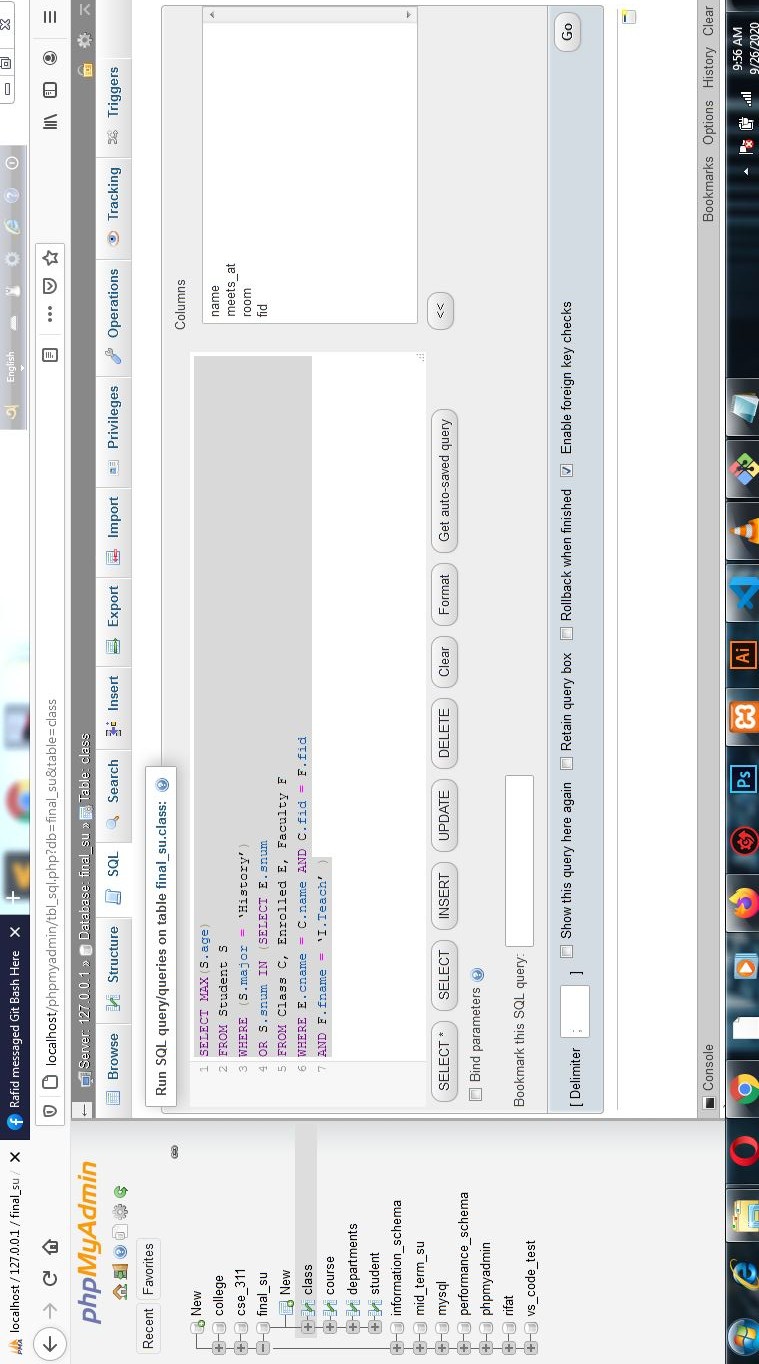 localhost / 127.0.0.1 / final_su /
Rafid messaged Git Bash Here
English
localhost/phpmyadmin/tbl_sql.php?db=final_su&table=class
phpMyAdmin
Recent Favorites
New
college
cse_311
final_su
New
class
course
departments
student
information_schema
mid_term_su
mysql
performance_schema
phpmyadmin
rifat
vs_code_test
Server: 127.0.0.1 » Database: final_su » Table: class
Browse Structure SQL Search Insert Export Import Privileges Operations Tracking Triggers
Run SQL query/queries on table final_su.class:
1 SELECT MAX(S.age)
2 FROM Student S
3 WHERE (S.major = ‘History’)
4 OR S.snum IN (SELECT E.snum
5 FROM Class C, Enrolled E, Faculty F
6 WHERE E.cname = C.name AND C.fid = F.fid
7 AND F.fname = ‘I.Teach’ )
Columns
name
meets_at
room
fid
<<
SELECT * SELECT INSERT UPDATE DELETE Clear Format Get auto-saved query
Bind parameters
Bookmark this SQL query:
[ Delimiter ; ] Show this query here again Retain query box Rollback when finished Enable foreign key checks Go
Console Bookmarks Options History Clear
Ps Ai
9:56 AM
9/26/2020